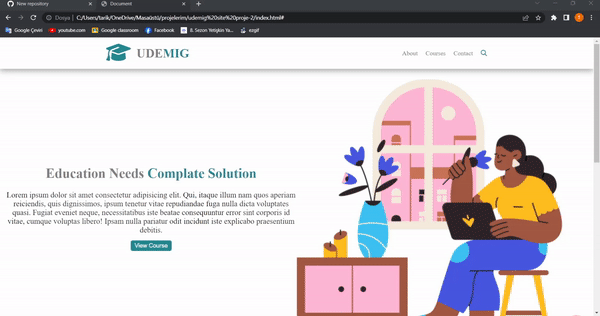 New repository
Document
Dosya
C:/Users/tarik/OneDrive/Masaüstü/projelerim/udemig%20site%20proje-2/index.html#
Google Çeviri
youtube.com
Google classroom
Facebook
8. Sezon Yetişkin Ya...
ezgif
UDEMIG
About
Courses
Contact
Education Needs Complate Solution
Lorem ipsum dolor sit amet consectetur adipisicing elit. Qui, itaque illum nam quos aperiam
reiciendis, quis dignissimos, ipsum tenetur vitae repudiandae fuga nulla dicta voluptates
quasi. Fugiat eveniet neque, necessitatibus iste beatae consequuntur error sint corporis id
vitae, cumque voluptas libero! Ipsam nulla pariatur odit incidunt iste explicabo praesentium
debitis.
View Course